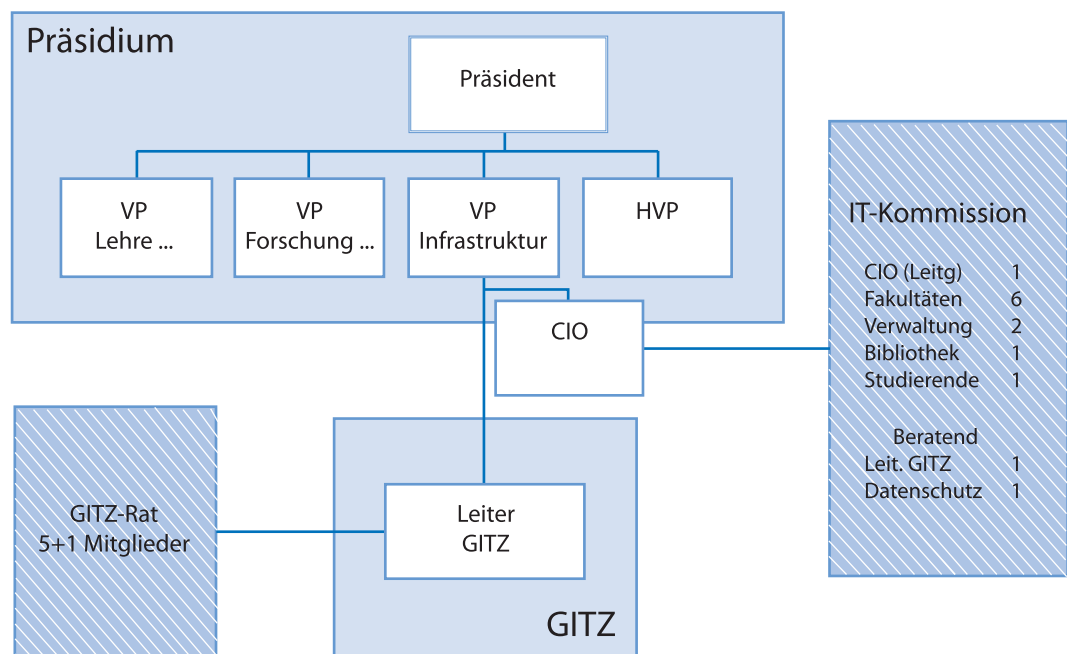 Präsidium
Präsident
VP
Lehre ...
VP
Forschung ...
VP
Infrastruktur
HVP
CIO
IT-Kommission
CIO (Leitg) 1
Fakultäten 6
Verwaltung 2
Bibliothek 1
Studierende 1
Beratend
Leit. GITZ 1
Datenschutz 1
GITZ-Rat
5+1 Mitglieder
Leiter
GITZ
GITZ